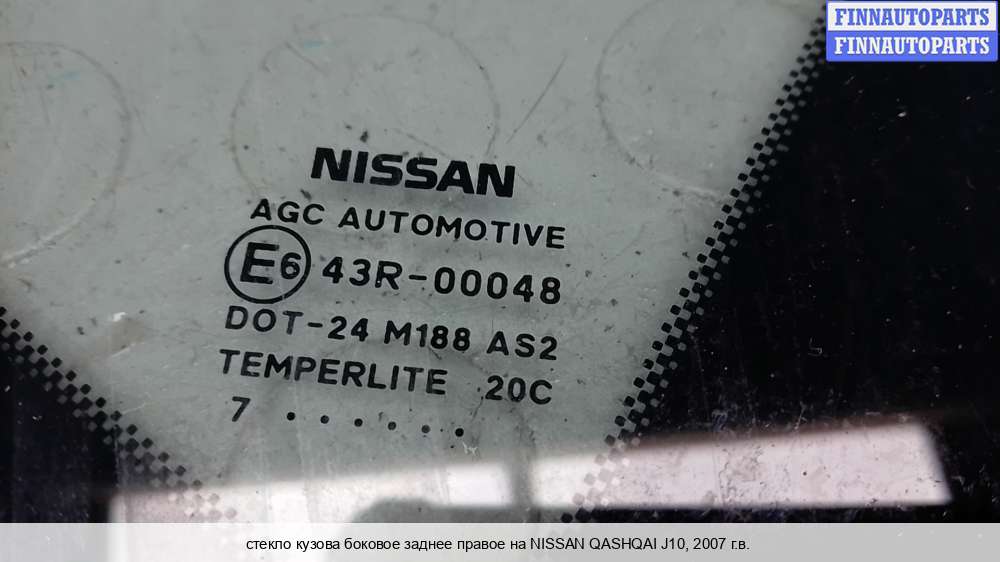 FINNAUTOPARTS
FINNAUTOPARTS
NISSAN
AGC AUTOMOTIVE
E6 43R-00048
DOT-24 M188 AS2
TEMPERLITE 20C
7 . . . . . .
стекло кузова боковое заднее правое на NISSAN QASHQAI J10, 2007 г.в.